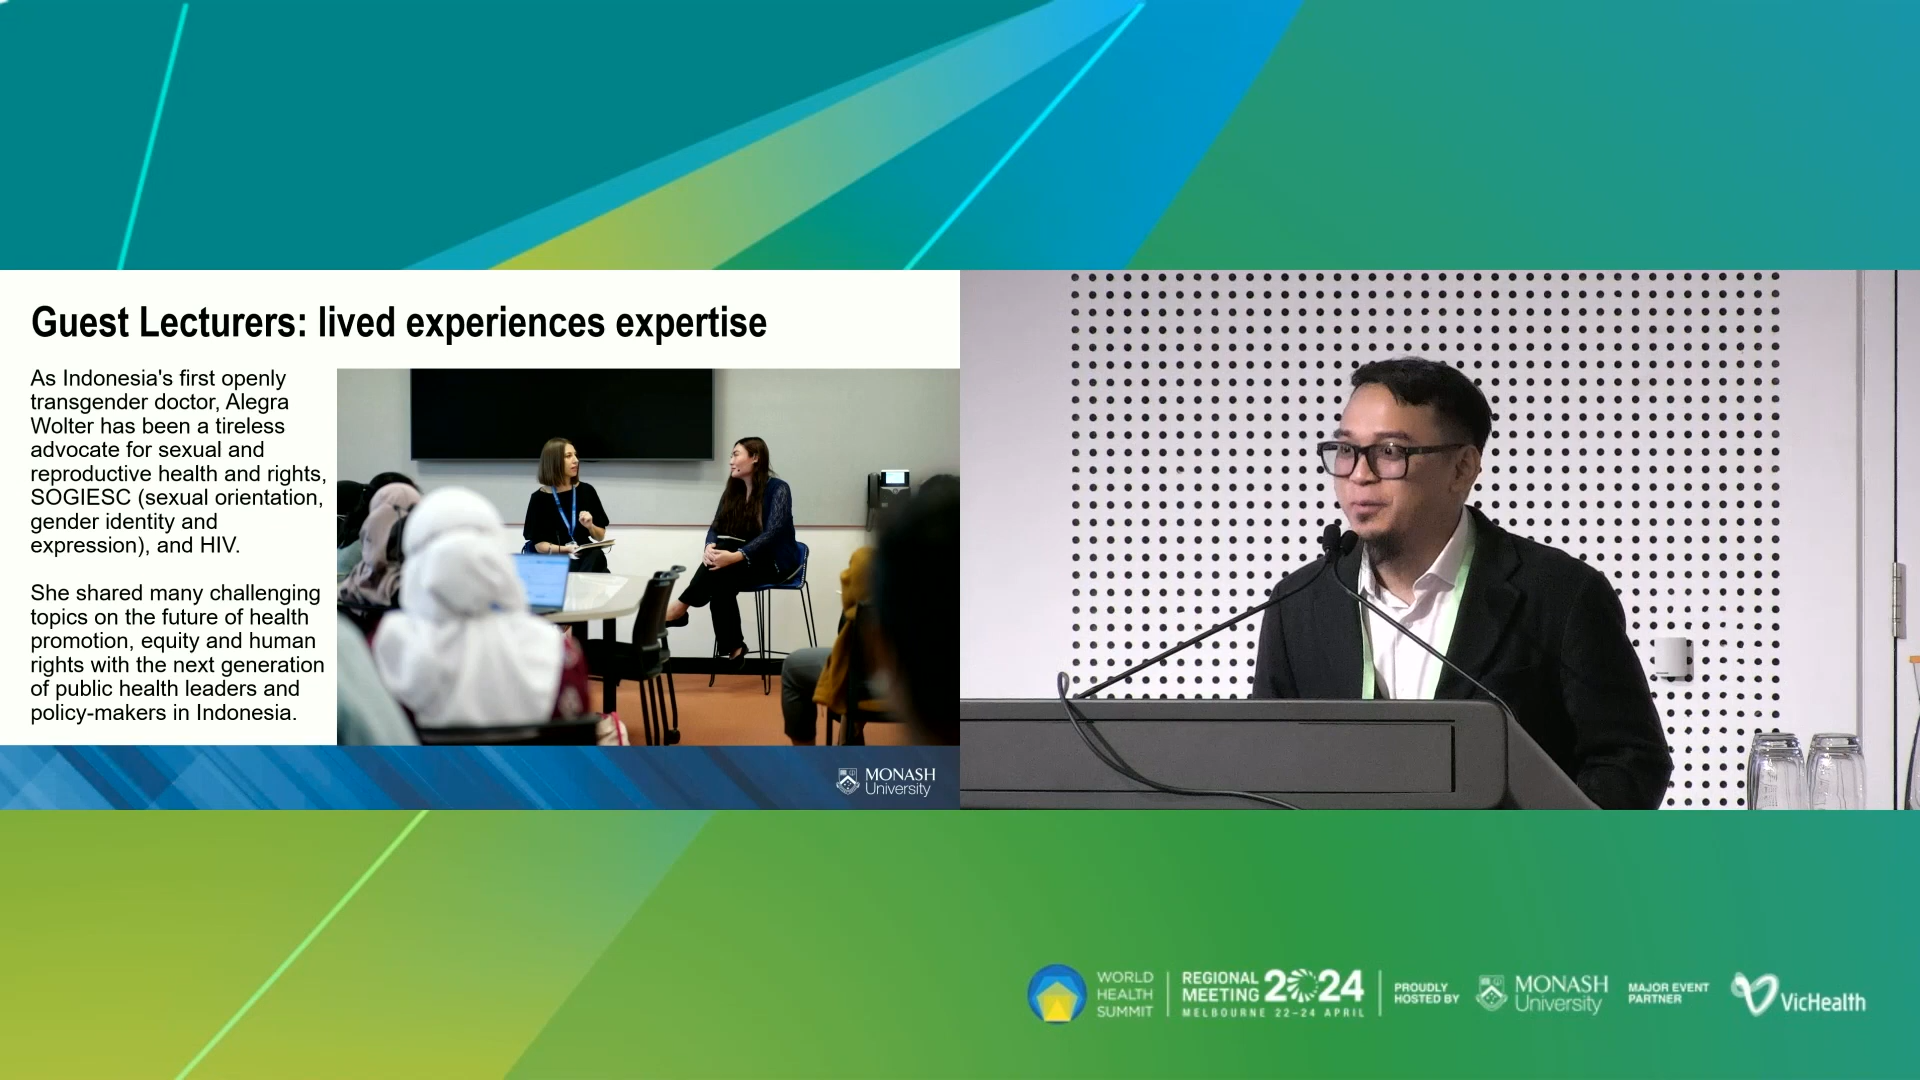 Guest Lecturers: lived experiences expertise
As Indonesia's first openly
transgender doctor, Alegra
Wolter has been a tireless
advocate for sexual and
reproductive health and rights,
SOGIESC (sexual orientation,
gender identity and
expression), and HIV.
She shared many challenging
topics on the future of health
promotion, equity and human
rights with the next generation
of public health leaders and
policy-makers in Indonesia.
MONASH
University
WORLD
HEALTH
SUMMIT
REGIONAL
MEETING 2024
MELBOURNE 22–24 APRIL
PROUDLY
HOSTED BY
MONASH
University
MAJOR EVENT
PARTNER
VicHealth